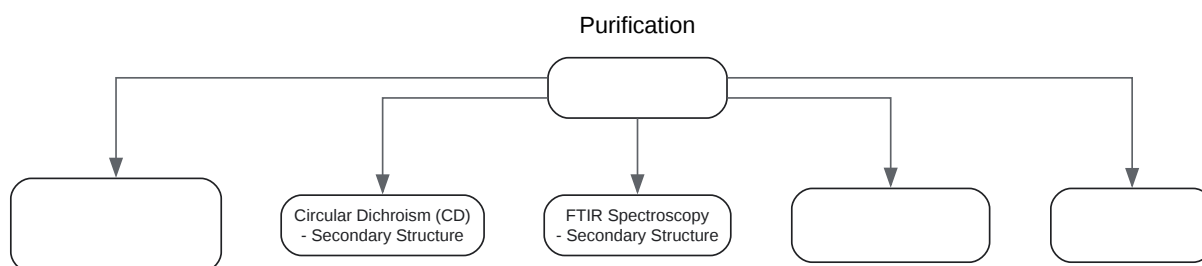 Purification
Circular Dichroism (CD)
- Secondary Structure
FTIR Spectroscopy
- Secondary Structure